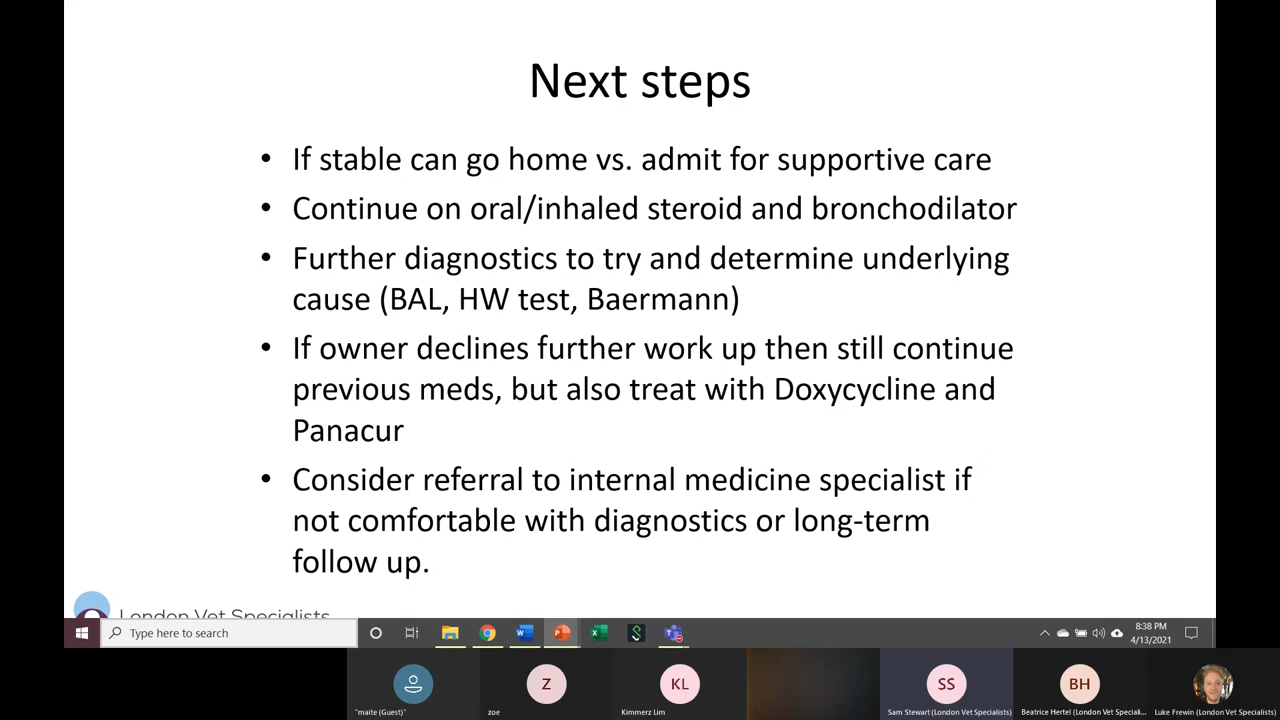 Next steps
• If stable can go home vs. admit for supportive care
• Continue on oral/inhaled steroid and bronchodilator
• Further diagnostics to try and determine underlying
cause (BAL, HW test, Baermann)
• If owner declines further work up then still continue
previous meds, but also treat with Doxycycline and
Panacur
• Consider referral to internal medicine specialist if
not comfortable with diagnostics or long-term
follow up.
London Vet Specialists
Type here to search
8:38 PM
4/13/2021
Z
KL
SS
BH
"maite (Guest)"
zoe
Kimmerz Lim
Sam Stewart (London Vet Specialists)
Beatrice Hertel (London Vet Speciali...
Luke Frewin (London Vet Specialists)